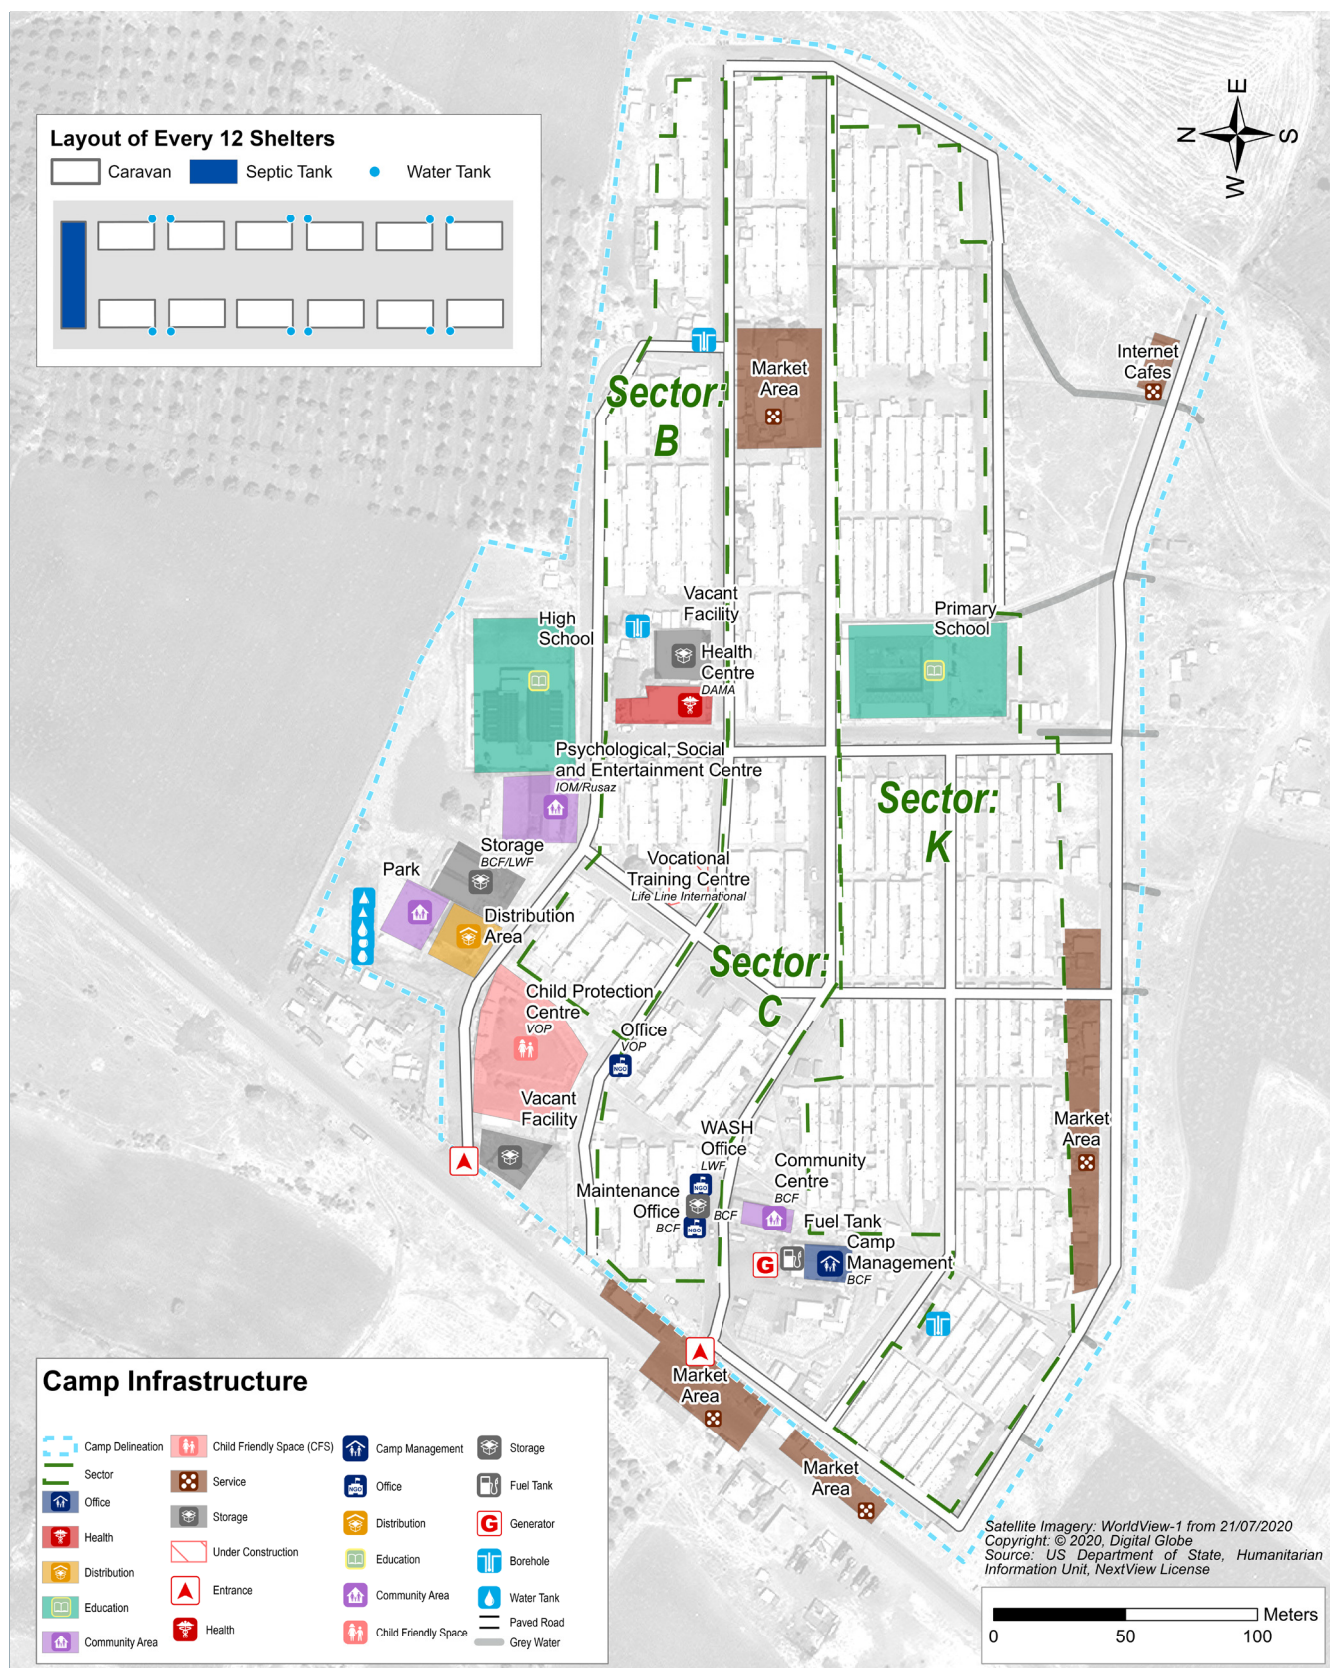 Layout of Every 12 Shelters
Caravan
Septic Tank
Water Tank
E
N
S
W
Internet
Cafes
Market
Area
Sector:
B
Vacant
Facility
High
School
Primary
School
Health
Centre
DAMA
Psychological, Social
and Entertainment Centre
IOM/Rusaz
Sector:
K
Storage
BCF/LWF
Vocational
Training Centre
Life Line International
Park
Distribution
Area
Sector:
C
Child Protection
Centre
VOP
Office
VOP
NGO
Vacant
Facility
Market
Area
WASH
Office
LWF
NGO
Community
Centre
BCF
Maintenance
Office
BCF
BCF
NGO
Fuel Tank
G
Camp
Management
BCF
Market
Area
Market
Area
Camp Infrastructure
Camp Delineation
Sector
Office
Health
Distribution
Education
Community Area
Child Friendly Space (CFS)
Service
Storage
Under Construction
Entrance
Health
Camp Management
NGO
Office
Distribution
Education
Community Area
Child Friendly Space
Storage
Fuel Tank
G
Generator
Borehole
Water Tank
Paved Road
Grey Water
Satellite Imagery: WorldView-1 from 21/07/2020
Copyright: © 2020, Digital Globe
Source: US Department of State, Humanitarian
Information Unit, NextView License
Meters
0 50 100